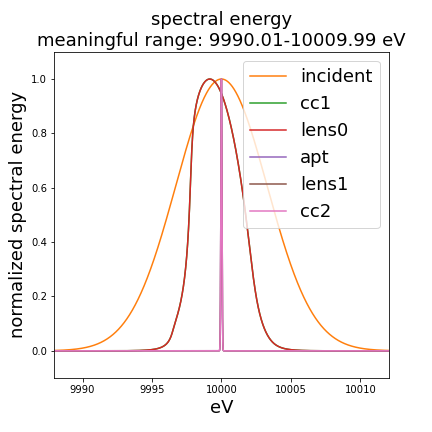 spectral energy
meaningful range: 9990.01-10009.99 eV
normalized spectral energy
1.0
0.8
0.6
0.4
0.2
0.0
incident
cc1
lens0
apt
lens1
cc2
9990
9995
10000
10005
10010
eV